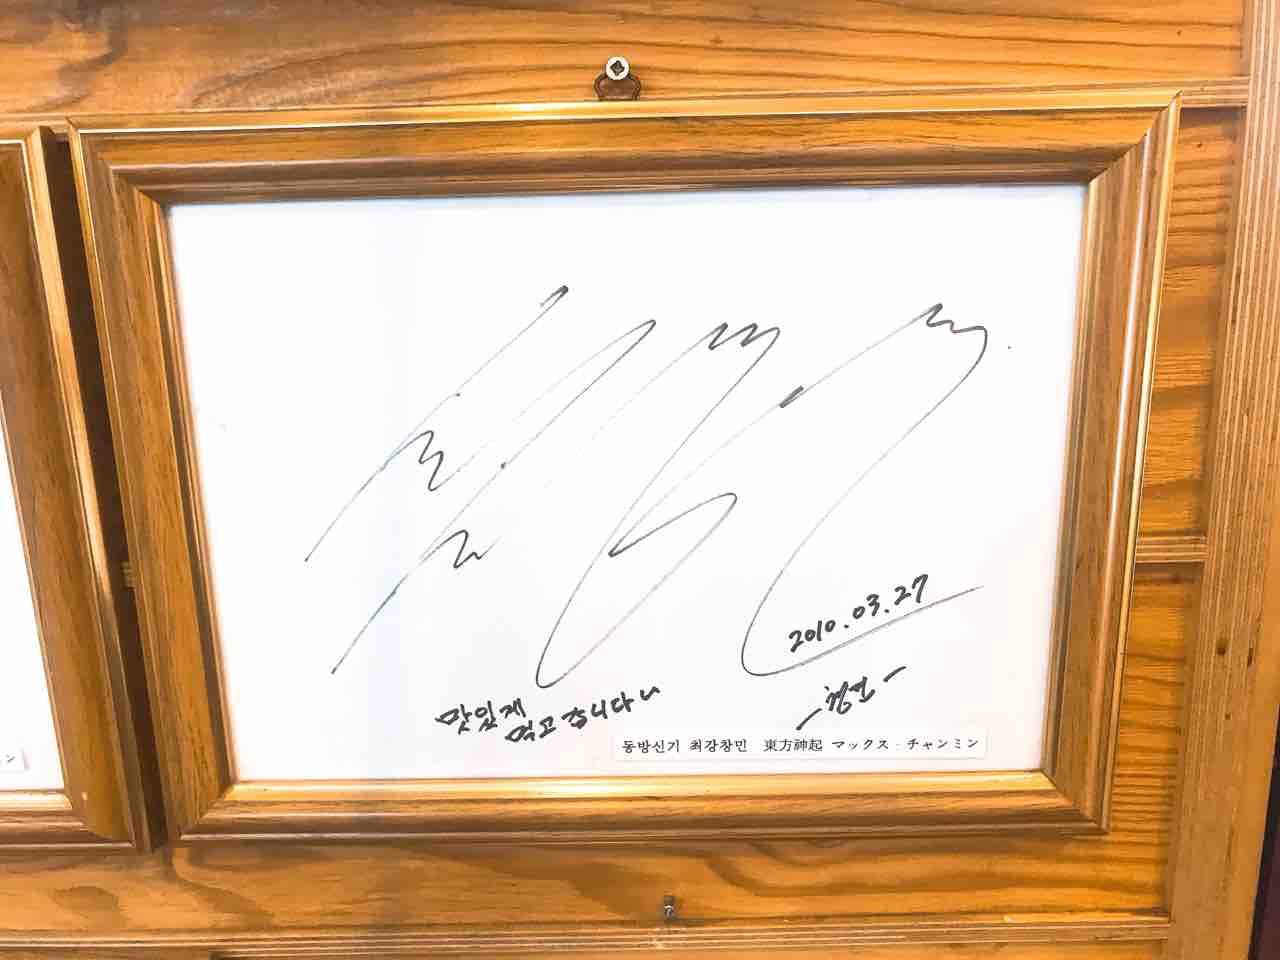 2010.03.27
맛있게
먹고 갑니다~
동방신기 최강창민 東方神起 マックス・チャンミン
ン